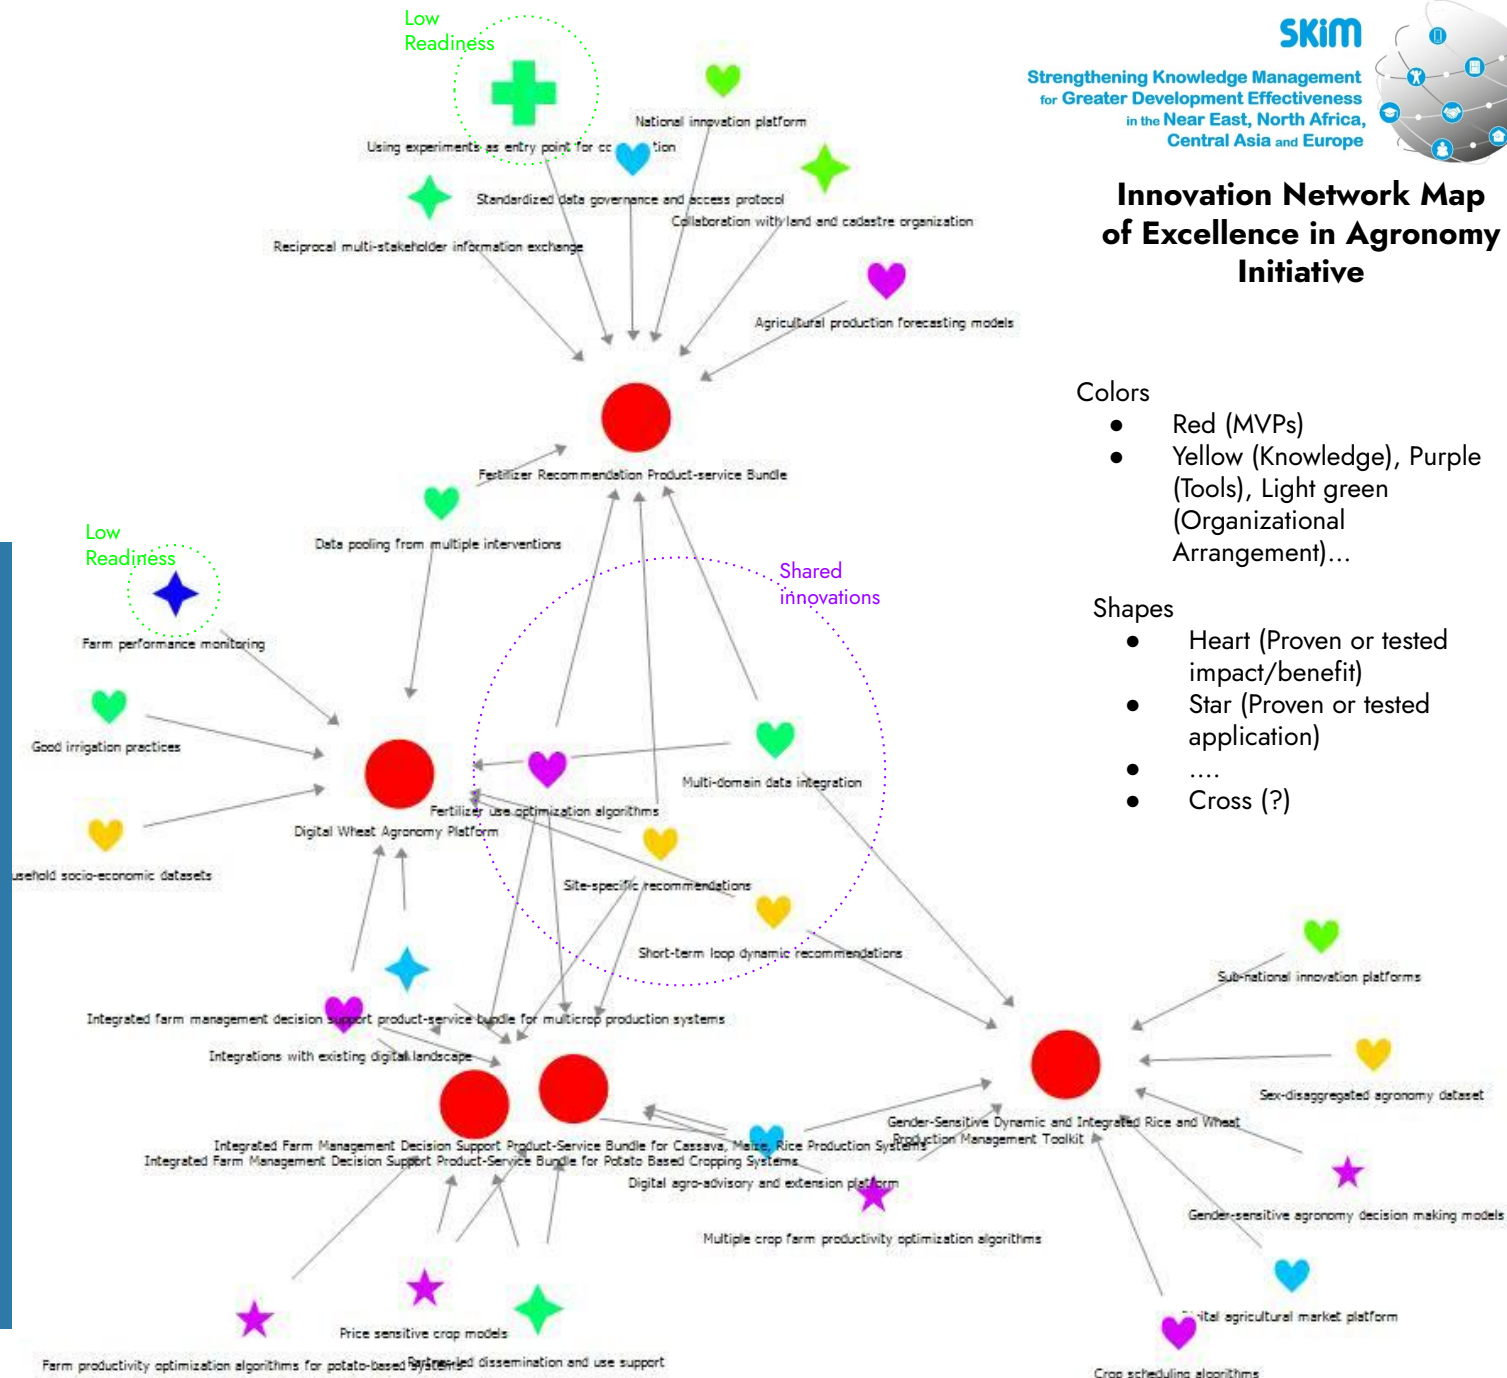 Low
Readiness
SKiM
Strengthening Knowledge Management
for Greater Development Effectiveness
in the Near East, North Africa,
Central Asia and Europe
Innovation Network Map
of Excellence in Agronomy
Initiative
National innovation platform
Using experiments as entry point for
Standardized data governance and access protocol
Collaboration with land and cadastre organization
Reciprocal multi-stakeholder information exchange
Agricultural production forecasting models
Colors
● Red (MVPs)
● Yellow (Knowledge), Purple
(Tools), Light green
(Organizational
Arrangement)...
Fertilizer Recommendation Product-service Bundle
Data pooling from multiple interventions
Low
Readiness
Shared
innovations
Shapes
● Heart (Proven or tested
impact/benefit)
● Star (Proven or tested
application)
● ....
● Cross (?)
Farm performance monitoring
Good irrigation practices
Multi-domain data integration
Fertilizer use optimization algorithms
Digital Wheat Agronomy Platform
usehold socio-economic datasets
Site-specific recommendations
Short-term loop dynamic recommendations
Sub-national innovation platforms
Integrated farm management decision support product-service bundle for multicrop production systems
Integrations with existing digital landscape
Sex-disaggregated agronomy dataset
Gender-Sensitive Dynamic and Integrated Rice and Wheat
Production Management Toolkit
Integrated Farm Management Decision Support Product-Service Bundle for Cassava, Maize, Rice Production Systems
Integrated Farm Management Decision Support Product-Service Bundle for Potato Based Cropping Systems
Digital agro-advisory and extension platform
Gender-sensitive agronomy decision making models
Multiple crop farm productivity optimization algorithms
ital agricultural market platform
Price sensitive crop models
Farm productivity optimization algorithms for potato-based systems
Partner-led dissemination and use support
Crop scheduling algorithms